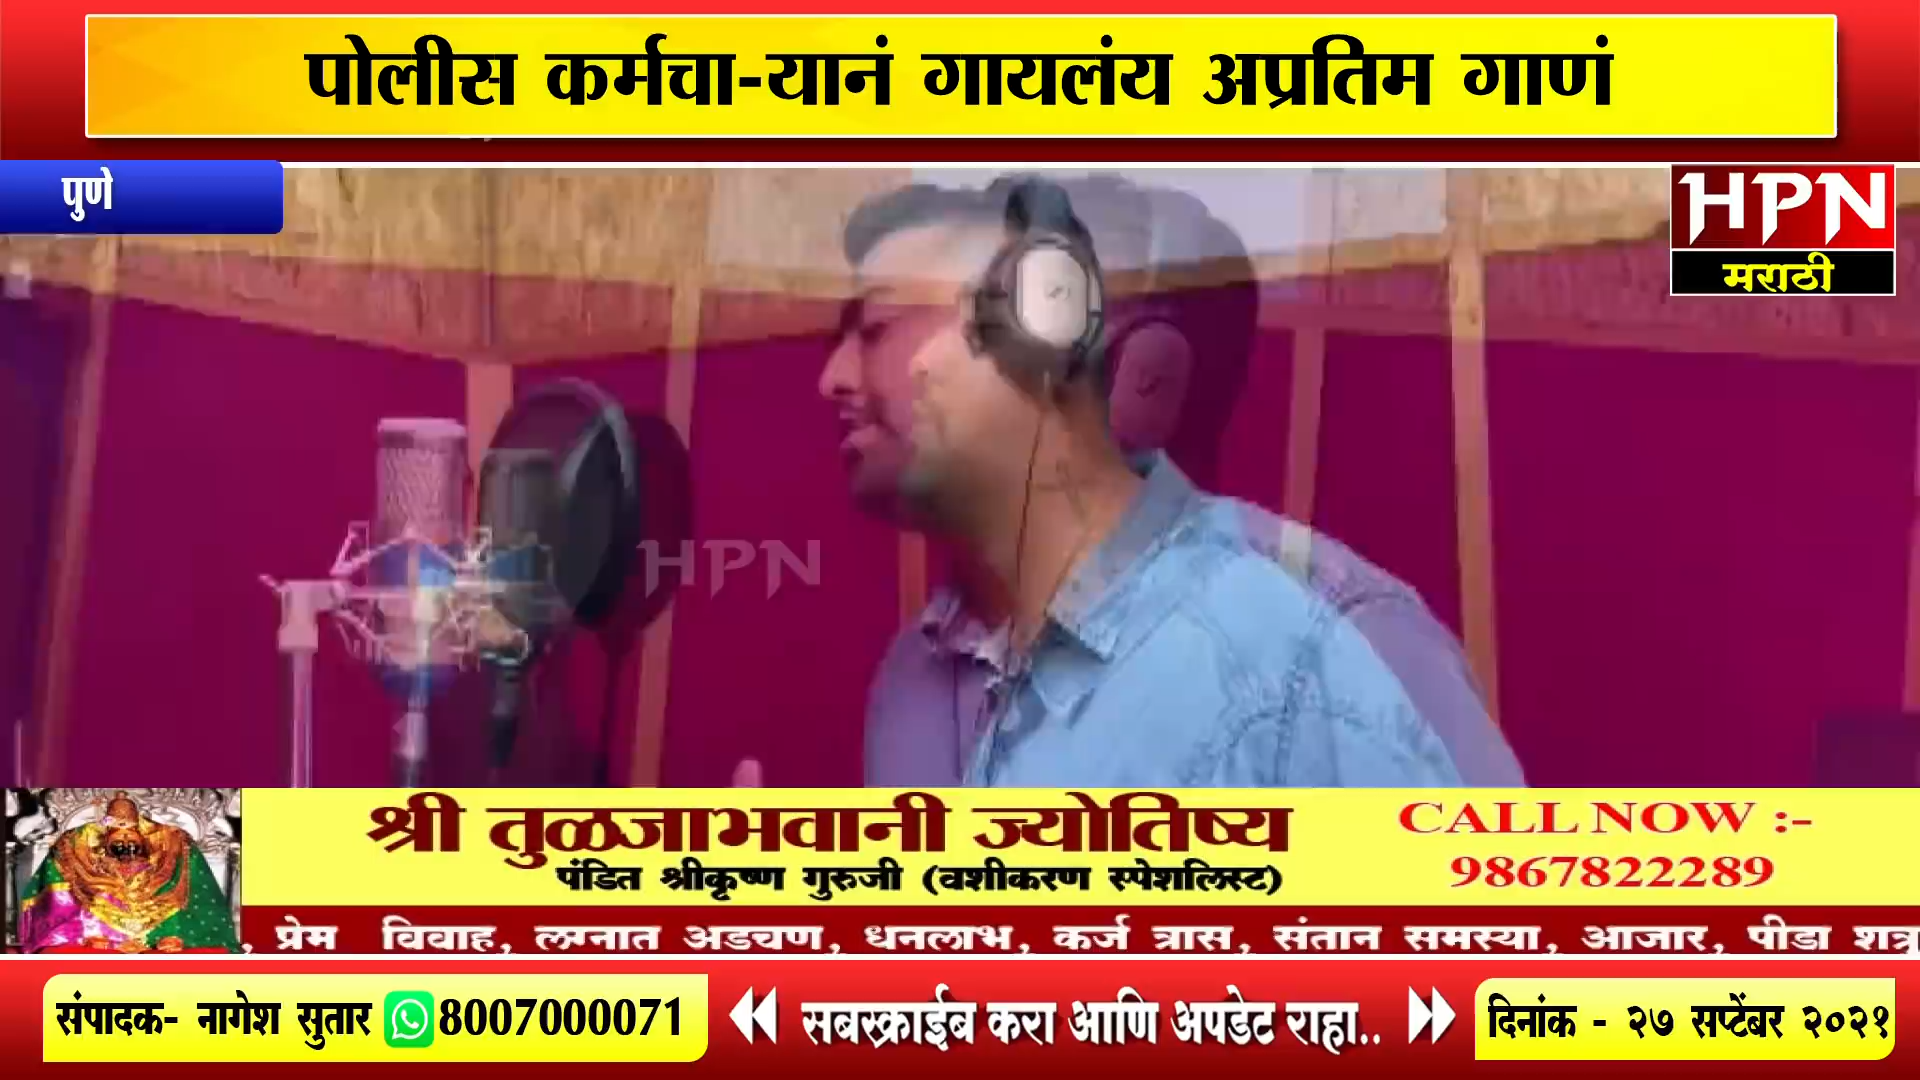 पोलीस कर्मचा-यानं गायलंय अप्रतिम गाणं
पुणे
HPN
मराठी
HPN
श्री तुळजाभवानी ज्योतिष्य
पंडित श्रीकृष्ण गुरुजी (वशीकरण स्पेशलिस्ट)
CALL NOW :-
9867822289
, प्रेम विवाह, लग्नात अडचण, धनलाभ, कर्ज त्रास, संतान समस्या, आजार, पीडा शत्रू
संपादक- नागेश सुतार 8007000071
सबस्क्राईब करा आणि अपडेट राहा..
दिनांक - २७ सप्टेंबर २०२१